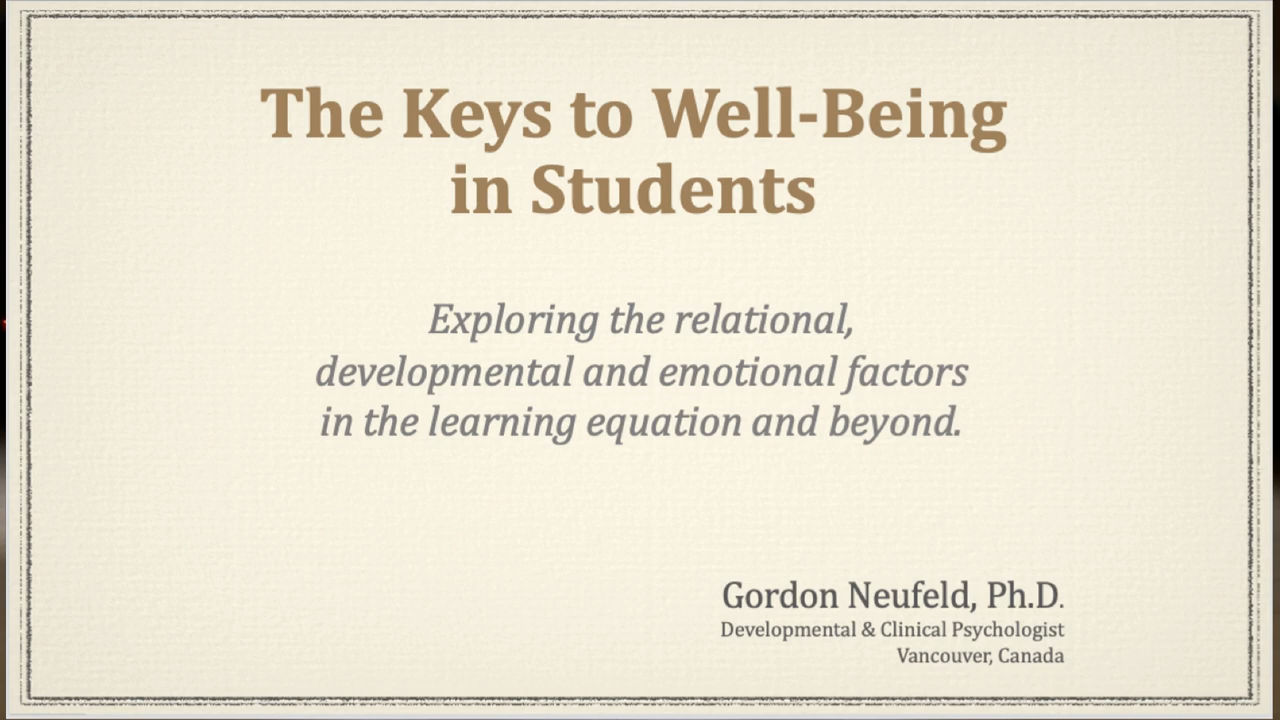 The Keys to Well-Being
in Students
Exploring the relational,
developmental and emotional factors
in the learning equation and beyond.
Gordon Neufeld, Ph.D.
Developmental & Clinical Psychologist
Vancouver, Canada